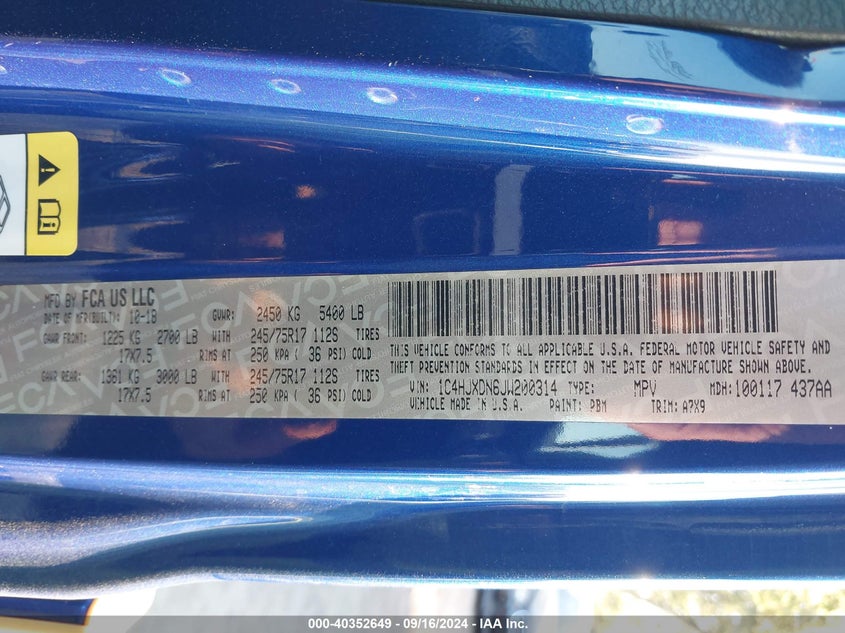 MFD BY FCA US LLC
DATE OF MFR(BUILT): 10-18 GVWR: 2450 KG 5400 LB
GAWR FRONT: 1225 KG 2700 LB WITH 245/75R17 112S TIRES
17X7.5 RIMS AT 250 KPA ( 36 PSI) COLD
GAWR REAR: 1361 KG 3000 LB WITH 245/75R17 112S TIRES
17X7.5 RIMS AT 250 KPA ( 36 PSI) COLD
THIS VEHICLE CONFORMS TO ALL APPLICABLE U.S.A. FEDERAL MOTOR VEHICLE SAFETY AND
THEFT PREVENTION STANDARDS IN EFFECT ON THE DATE OF MANUFACTURE SHOWN ABOVE.
VIN: 1C4HJXDN6JW200314 TYPE: MPV MDH: 100117 437AA
VEHICLE MADE IN U.S.A. PAINT: PBM TRIM: A7X9
000-40352649 - 09/16/2024 - IAAI.COM